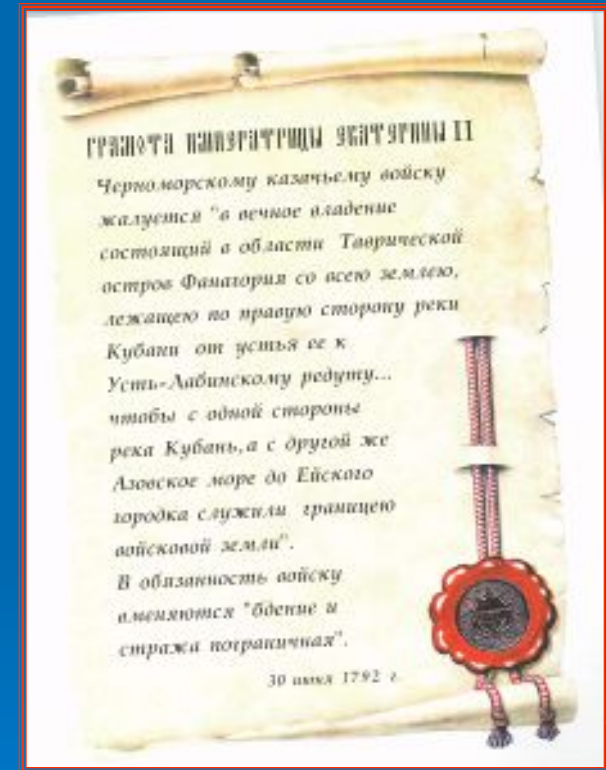 ГРАМОТА ИМПЕРАТРИЦЫ ЕКАТЕРИНЫ II
Черноморскому казачьему войску
жалуется "в вечное владение
состоящий в области Таврической
остров Фанагория со всею землею,
лежащею по правую сторону реки
Кубани от устья ее к
Усть-Лабинскому редуту...
чтобы с одной стороны
река Кубань, а с другой же
Азовское море до Ейского
городка служили границею
войсковой земли".
В обязанность войску
вменяются "бдение и
стража пограничная".
30 июня 1792 г.